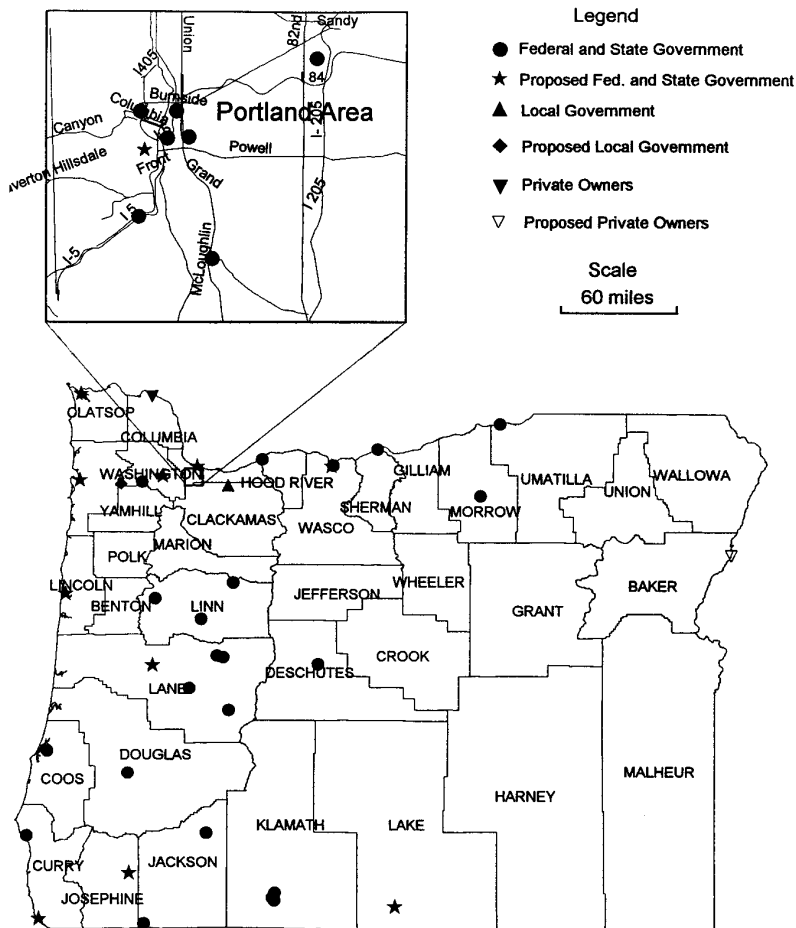 Legend
Federal and State Government
Proposed Fed. and State Government
Local Government
Proposed Local Government
Private Owners
Proposed Private Owners
Scale
60 miles
Sandy
82nd
Union
I405
84
Burnside
Columbia
Portland Area
Canyon
I-205
Powell
Front
verton Hillsdale
Grand
I 205
I 5
McLoughlin
I-5
CLATSOP
COLUMBIA
WASHINGTON
HOOD RIVER
GILLIAM
UMATILLA
UNION
WALLOWA
YAMHILL
CLACKAMAS
SHERMAN
MORROW
WASCO
MARION
POLK
LINCOLN
BENTON
LINN
JEFFERSON
WHEELER
GRANT
BAKER
LANE
DESCHUTES
CROOK
DOUGLAS
COOS
MALHEUR
HARNEY
KLAMATH
LAKE
CURRY
JACKSON
JOSEPHINE